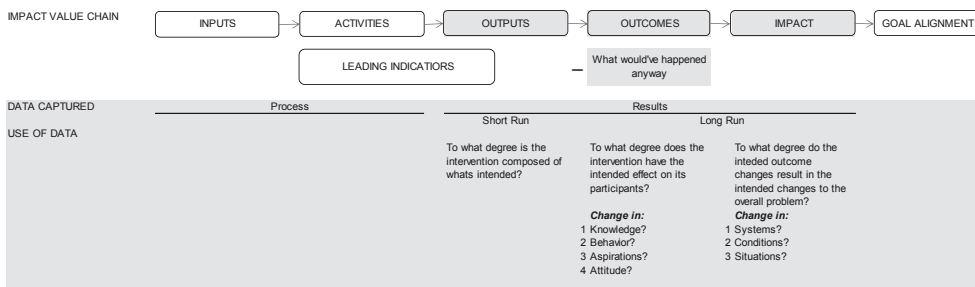 IMPACT VALUE CHAIN
INPUTS
ACTIVITIES
OUTPUTS
OUTCOMES
IMPACT
GOAL ALIGNMENT
LEADING INDICATIORS
– What would've happened
anyway
DATA CAPTURED
Process
Results
Short Run
Long Run
USE OF DATA
To what degree is the
intervention composed of
whats intended?
To what degree does the
intervention have the
intended effect on its
participants?
Change in:
1 Knowledge?
2 Behavior?
3 Aspirations?
4 Attitude?
To what degree do the
inteded outcome
changes result in the
intended changes to the
overall problem?
Change in:
1 Systems?
2 Conditions?
3 Situations?